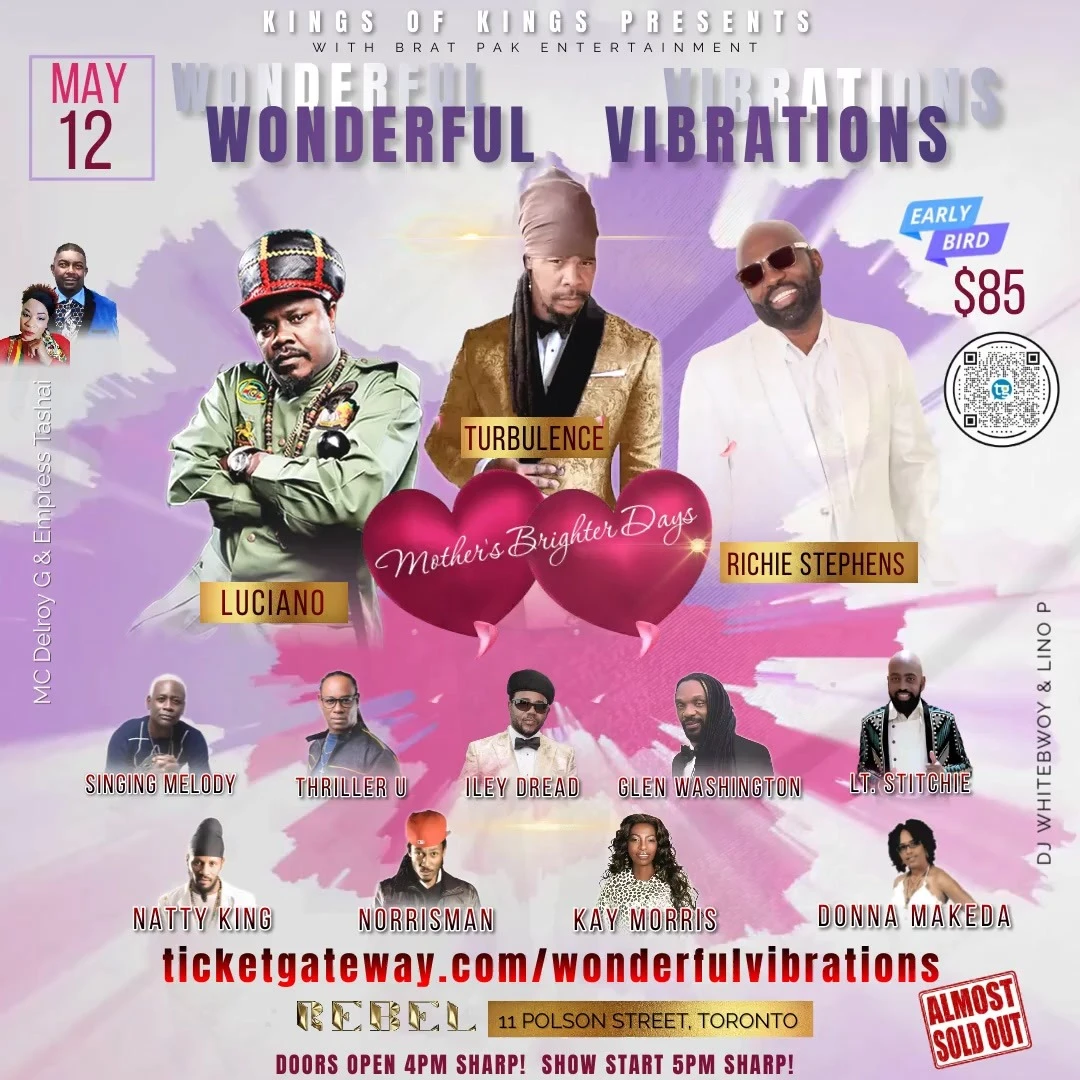 KINGS OF KINGS PRESENTS
WITH BRAT PAK ENTERTAINMENT
MAY
12
WONDERFUL VIBRATIONS
WONDERFUL VIBRATIONS
EARLY
BIRD
$85
tg
MC Delroy G & Empress Tashai
TURBULENCE
Mother's Brighter Days
RICHIE STEPHENS
LUCIANO
DJ WHITEBWOY & LINO P
SINGING MELODY
THRILLER U
ILEY DREAD
GLEN WASHINGTON
LT. STITCHIE
NATTY KING
NORRISMAN
KAY MORRIS
DONNA MAKEDA
ticketgateway.com/wonderfulvibrations
REBEL
11 POLSON STREET, TORONTO
ALMOST
SOLD OUT
DOORS OPEN 4PM SHARP! SHOW START 5PM SHARP!